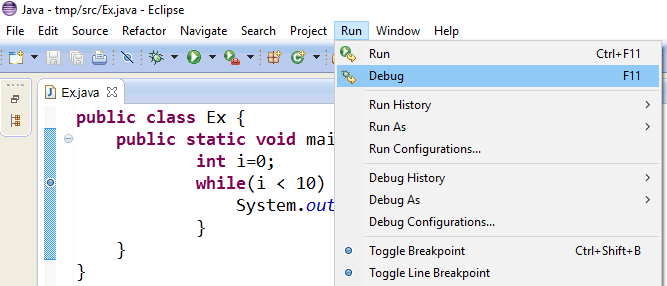 Java - tmp/src/Ex.java - Eclipse
File Edit Source Refactor Navigate Search Project Run Window Help
Run Ctrl+F11
Debug F11
Run History
Run As
Run Configurations...
Debug History
Debug As
Debug Configurations...
Toggle Breakpoint Ctrl+Shift+B
Toggle Line Breakpoint
Ex.java
public class Ex {
public static void mai
int i=0;
while(i < 10)
System.out
}
}
}